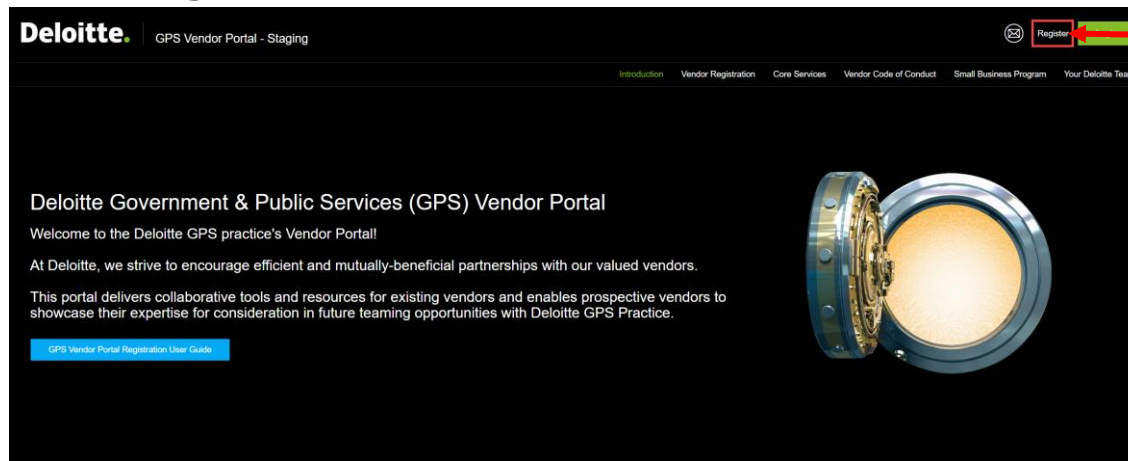 Deloitte.
GPS Vendor Portal - Staging
Register
Introduction Vendor Registration Core Services Vendor Code of Conduct Small Business Program Your Deloitte Tea
Deloitte Government & Public Services (GPS) Vendor Portal
Welcome to the Deloitte GPS practice's Vendor Portal!
At Deloitte, we strive to encourage efficient and mutually-beneficial partnerships with our valued vendors.
This portal delivers collaborative tools and resources for existing vendors and enables prospective vendors to
showcase their expertise for consideration in future teaming opportunities with Deloitte GPS Practice.
GPS Vendor Portal Registration User Guide